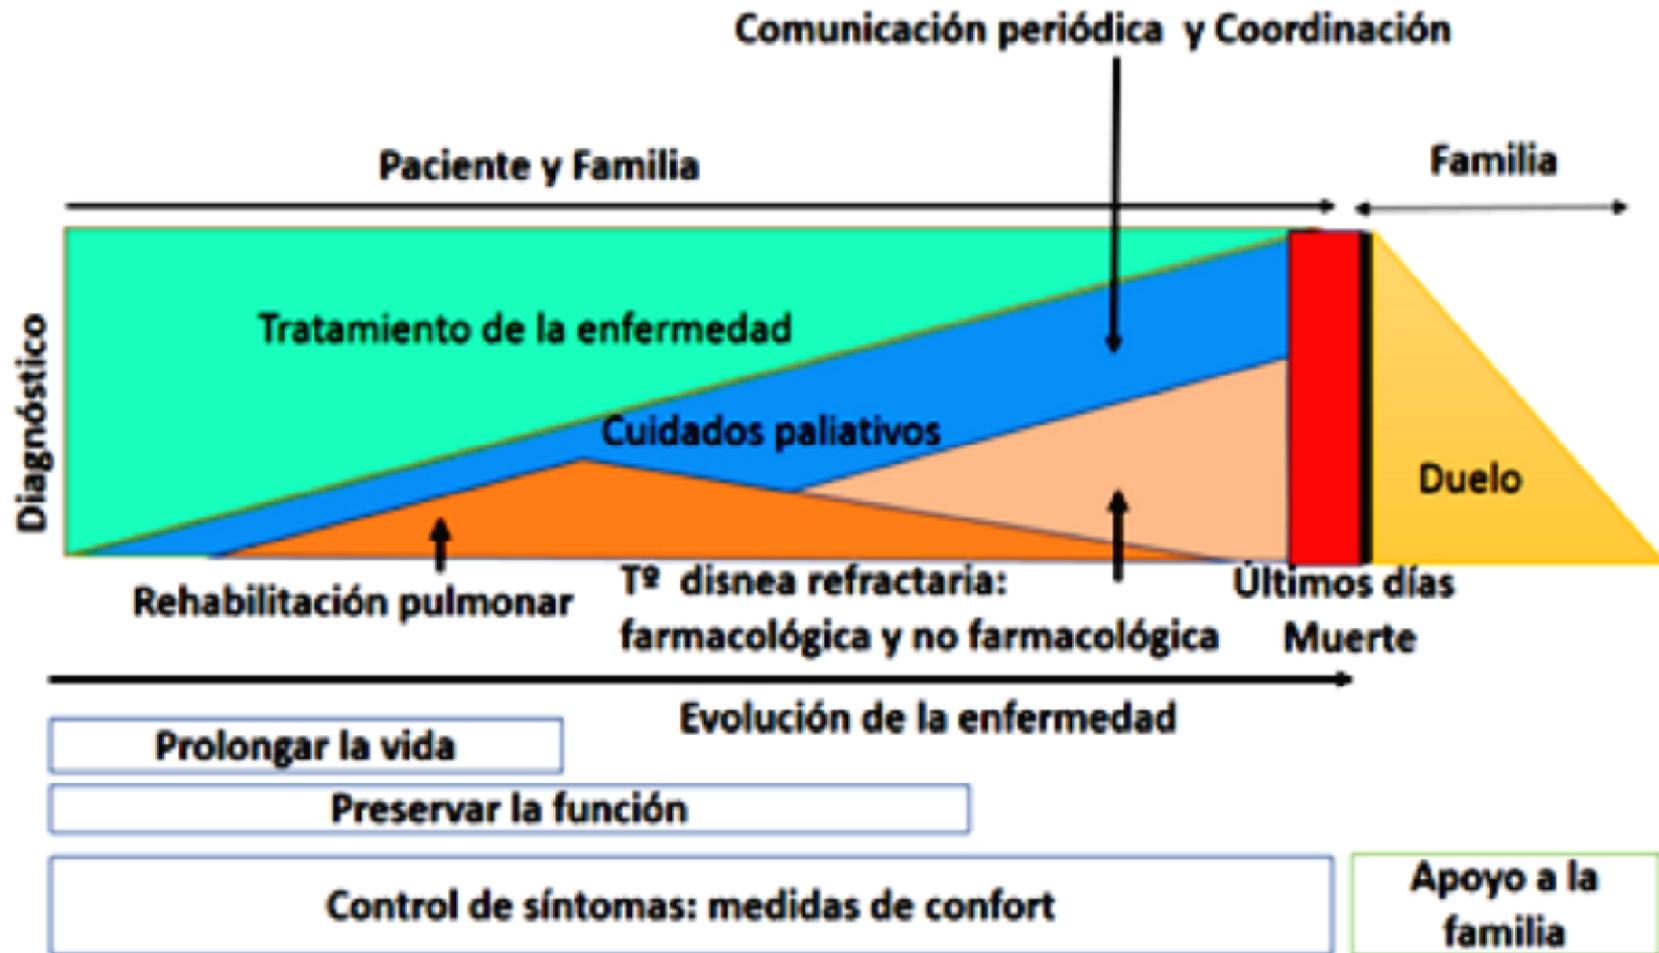 Comunicación periódica y Coordinación
Paciente y Familia
Familia
Diagnóstico
Tratamiento de la enfermedad
Cuidados paliativos
Duelo
Rehabilitación pulmonar
Tº disnea refractaria:
farmacológica y no farmacológica
Últimos días
Muerte
Evolución de la enfermedad
Prolongar la vida
Preservar la función
Control de síntomas: medidas de confort
Apoyo a la
familia